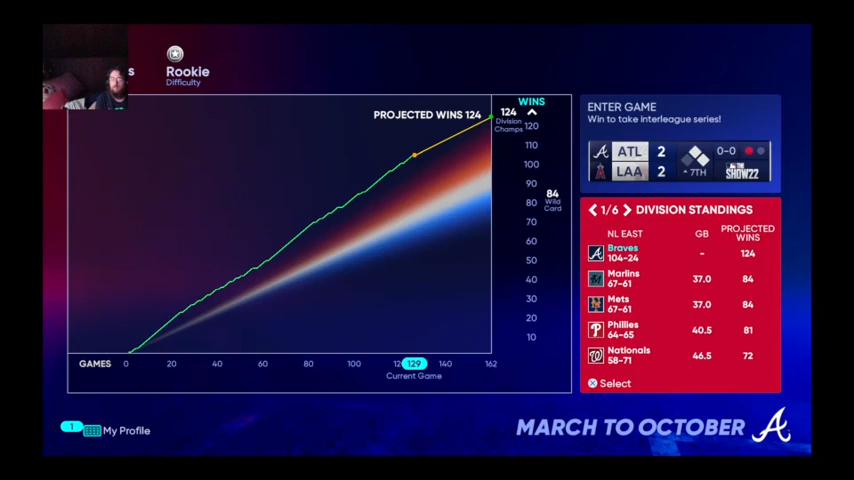 s
Rookie
Difficulty
PROJECTED WINS 124
WINS
124
Division
Champs
120
110
100
90
80
70
60
50
40
30
20
10
84
Wild
Card
GAMES
0
20
40
60
80
100
12
129
140
162
Current Game
ENTER GAME
Win to take interleague series!
ATL 2
LAA 2
7TH
0-0
THE SHOW22
1/6 DIVISION STANDINGS
NL EAST GB PROJECTED WINS
Braves
104-24 - 124
Marlins
67-61 37.0 84
Mets
67-61 37.0 84
Phillies
64-65 40.5 81
Nationals
58-71 46.5 72
Select
1 My Profile
MARCH TO OCTOBER